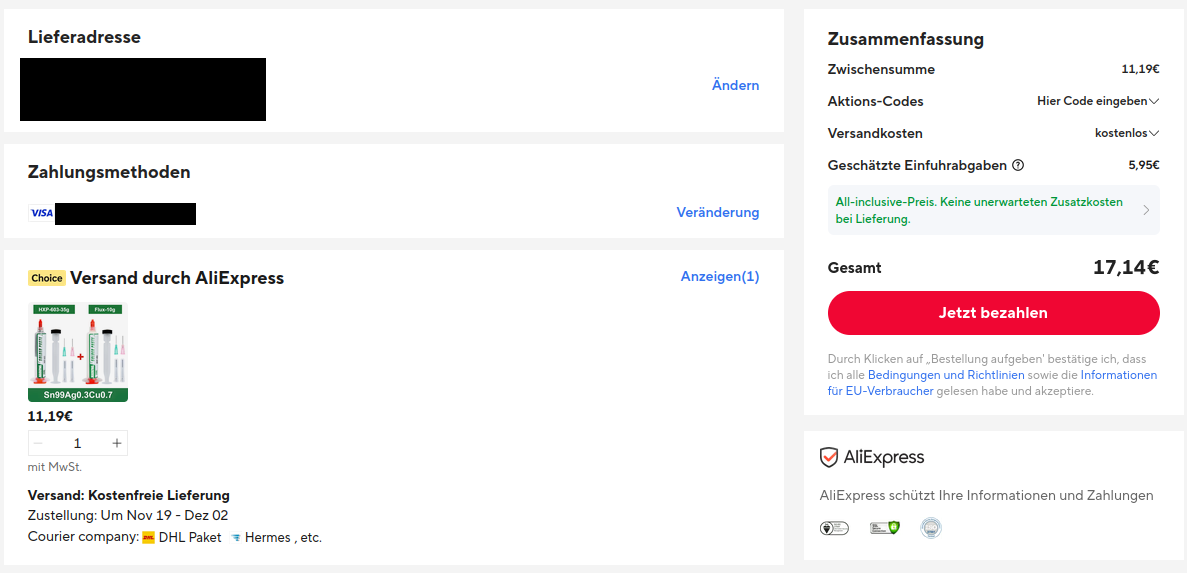 Lieferadresse
Ändern
Zahlungsmethoden
VISA
Veränderung
Choice Versand durch AliExpress
Anzeigen(1)
HXP-603-35g
Flux-10g
Sn99Ag0.3Cu0.7
11,19€
1
mit MwSt.
Versand: Kostenfreie Lieferung
Zustellung: Um Nov 19 - Dez 02
Courier company: DHL DHL Paket Hermes , etc.
Zusammenfassung
Zwischensumme 11,19€
Aktions-Codes Hier Code eingeben
Versandkosten kostenlos
Geschätzte Einfuhrabgaben 5,95€
All-inclusive-Preis. Keine unerwarteten Zusatzkosten
bei Lieferung.
Gesamt 17,14€
Jetzt bezahlen
Durch Klicken auf „Bestellung aufgeben' bestätige ich, dass
ich alle Bedingungen und Richtlinien sowie die Informationen
für EU-Verbraucher gelesen habe und akzeptiere.
AliExpress
AliExpress schützt Ihre Informationen und Zahlungen